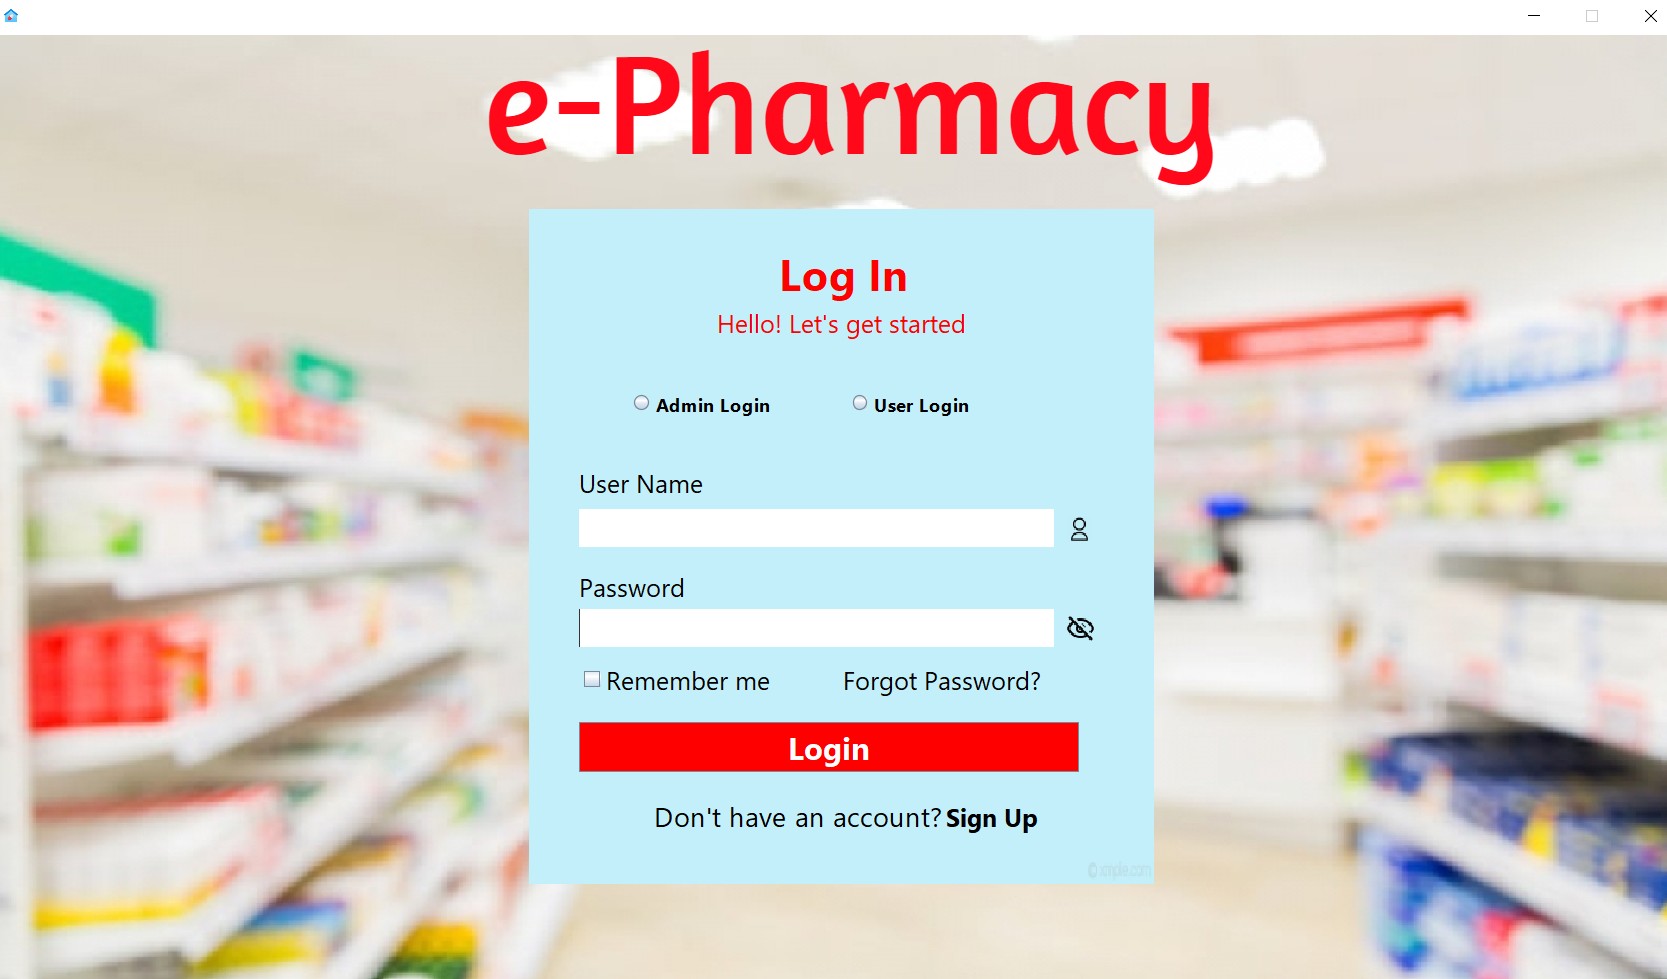 e-Pharmacy
Log In
Hello! Let's get started
Admin Login User Login
User Name
Password
Remember me Forgot Password?
Login
Don't have an account? Sign Up